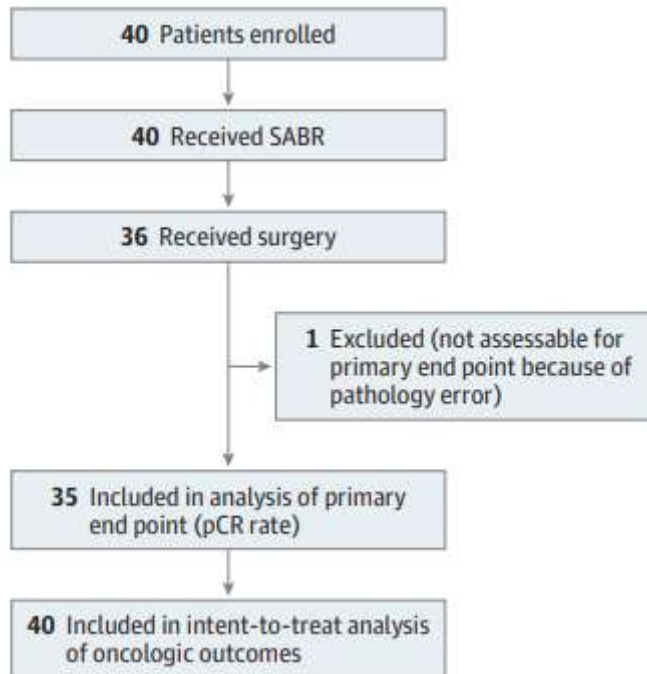 40 Patients enrolled
40 Received SABR
36 Received surgery
1 Excluded (not assessable for
primary end point because of
pathology error)
35 Included in analysis of primary
end point (pCR rate)
40 Included in intent-to-treat analysis
of oncologic outcomes